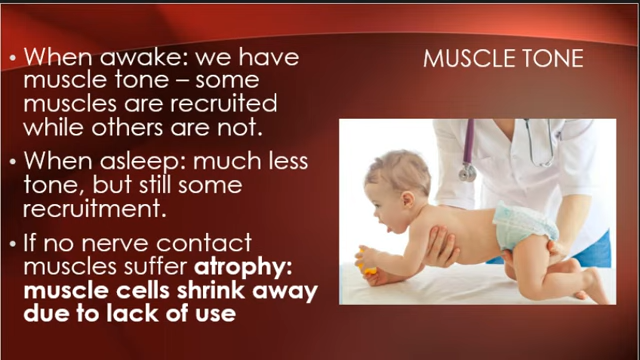 MUSCLE TONE
• When awake: we have
muscle tone – some
muscles are recruited
while others are not.
• When asleep: much less
tone, but still some
recruitment.
• If no nerve contact
muscles suffer atrophy:
muscle cells shrink away
due to lack of use